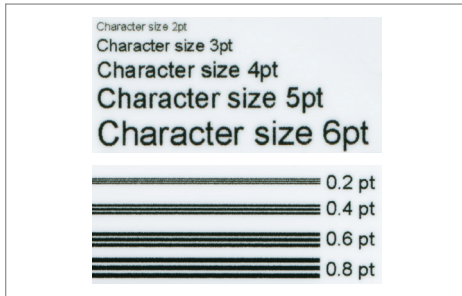 Character size 2pt
Character size 3pt
Character size 4pt
Character size 5pt
Character size 6pt
0.2 pt
0.4 pt
0.6 pt
0.8 pt